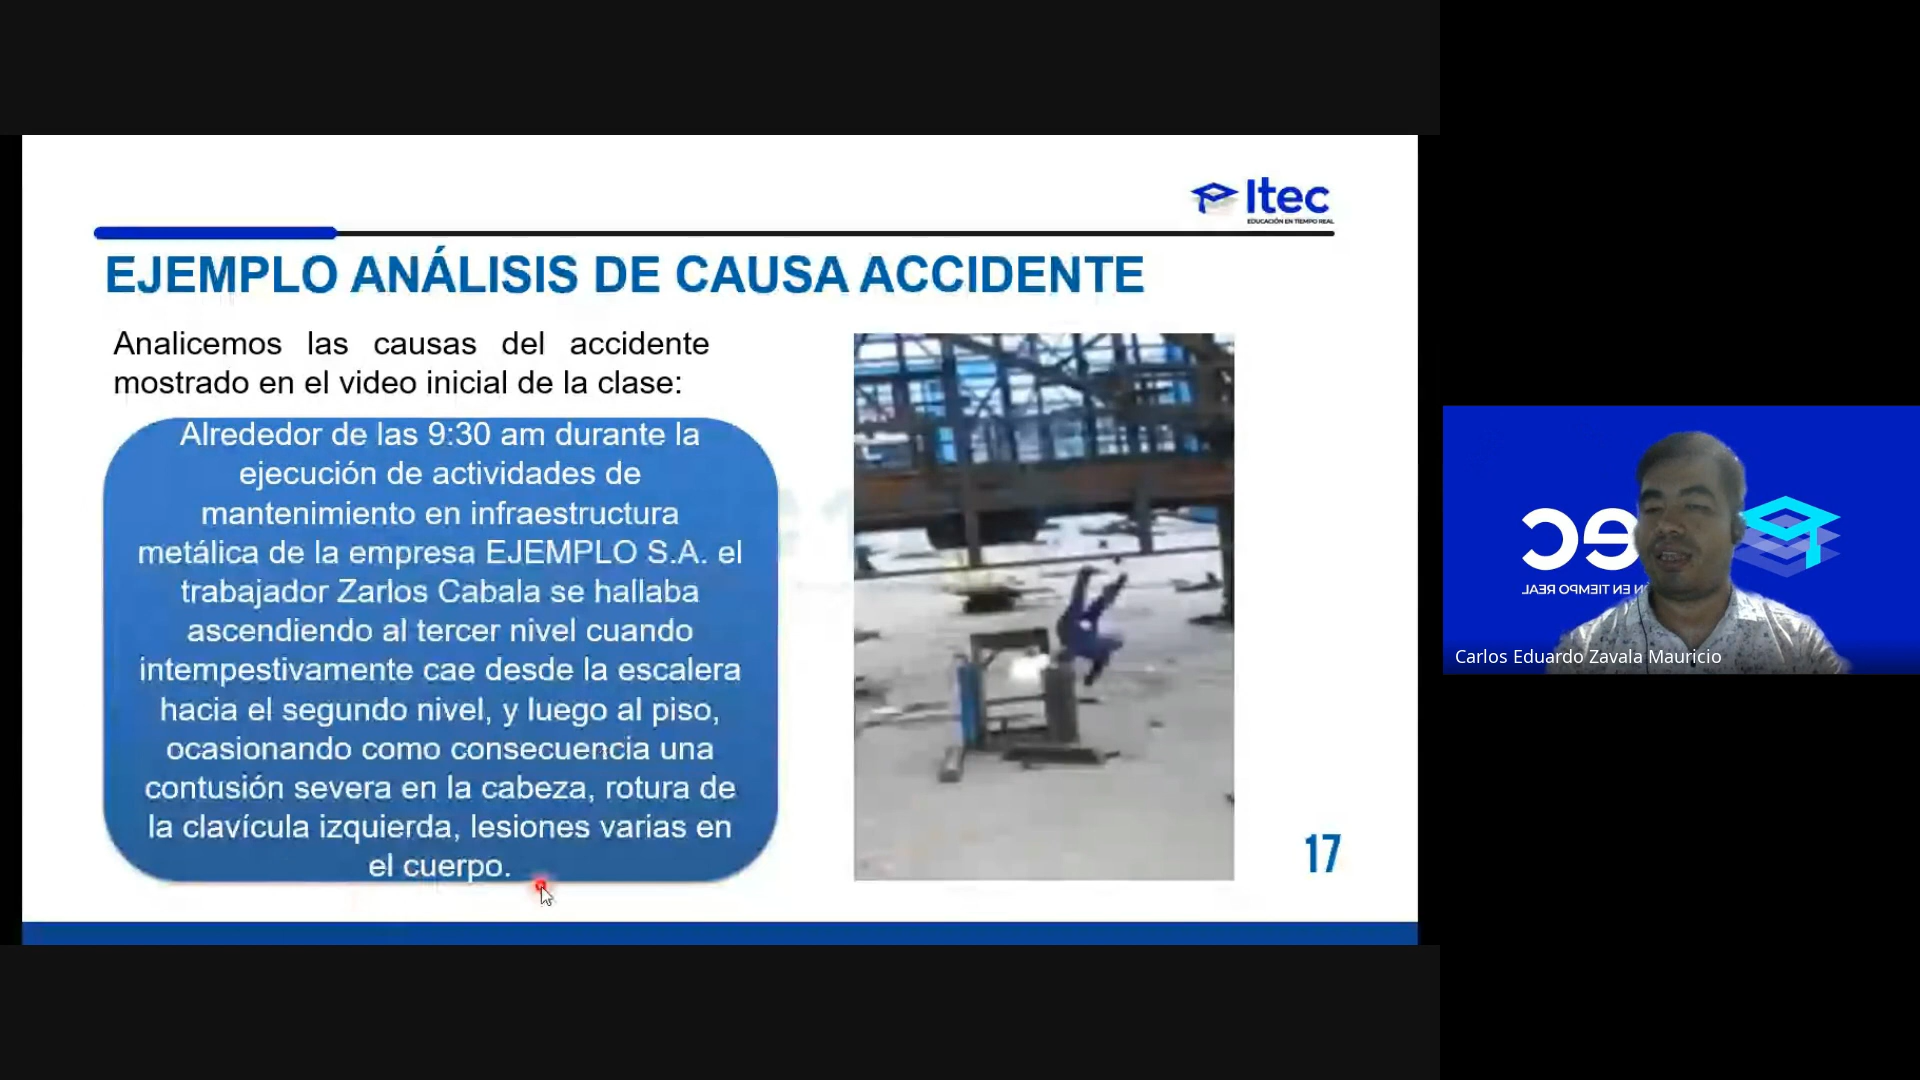 Itec
EDUCACIÓN EN TIEMPO REAL
EJEMPLO ANÁLISIS DE CAUSA ACCIDENTE
Analicemos las causas del accidente
mostrado en el video inicial de la clase:
Alrededor de las 9:30 am durante la
ejecución de actividades de
mantenimiento en infraestructura
metálica de la empresa EJEMPLO S.A. el
trabajador Zarlos Cabala se hallaba
ascendiendo al tercer nivel cuando
intempestivamente cae desde la escalera
hacia el segundo nivel, y luego al piso,
ocasionando como consecuencia una
contusión severa en la cabeza, rotura de
la clavícula izquierda, lesiones varias en
el cuerpo.
17
ec
N EN TIEMPO REAL
Carlos Eduardo Zavala Mauricio